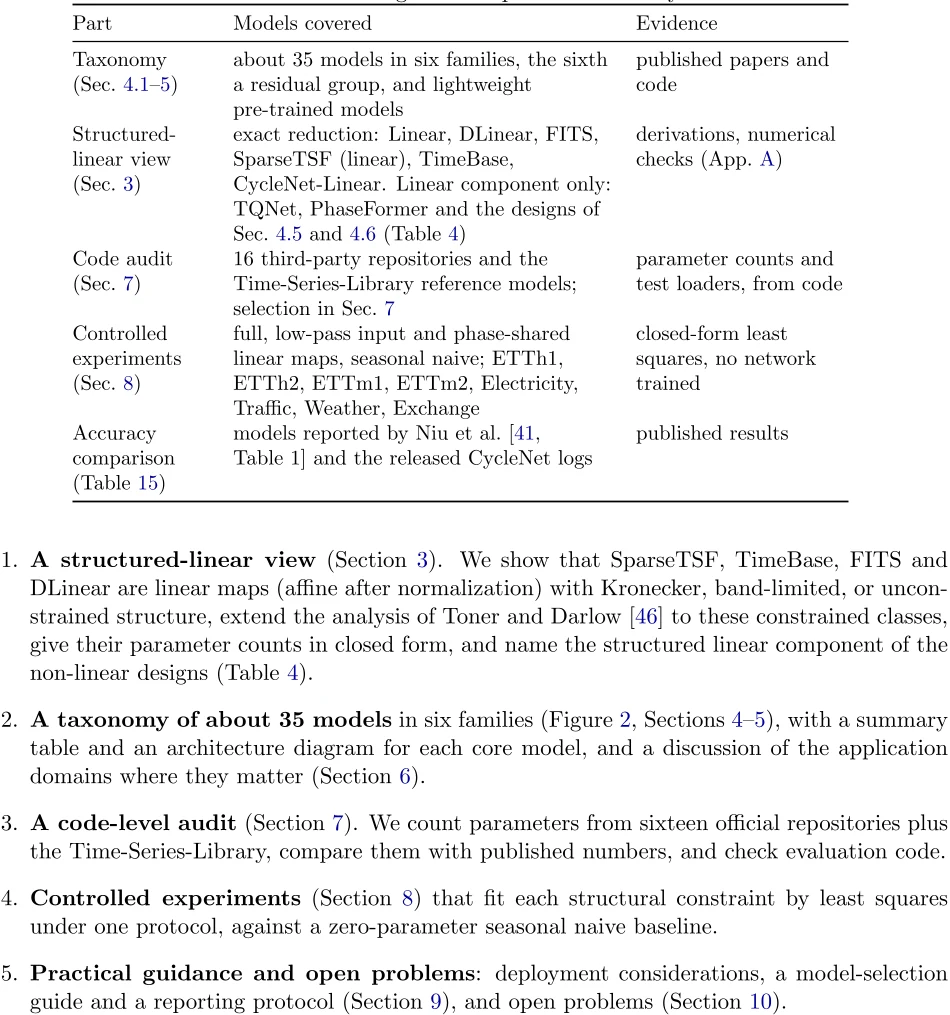 Part Models covered Evidence
Taxonomy about 35 models in six families, the sixth published papers and
(Sec. 4.1–5) a residual group, and lightweight code
pre-trained models
Structured- exact reduction: Linear, DLinear, FITS, derivations, numerical
linear view SparseTSF (linear), TimeBase, checks (App. A)
(Sec. 3) CycleNet-Linear. Linear component only:
TQNet, PhaseFormer and the designs of
Sec. 4.5 and 4.6 (Table 4)
Code audit 16 third-party repositories and the parameter counts and
(Sec. 7) Time-Series-Library reference models; test loaders, from code
selection in Sec. 7
Controlled full, low-pass input and phase-shared closed-form least
experiments linear maps, seasonal naive; ETTh1, squares, no network
(Sec. 8) ETTh2, ETTm1, ETTm2, Electricity, trained
Traffic, Weather, Exchange
Accuracy models reported by Niu et al. [41, published results
comparison Table 1] and the released CycleNet logs
(Table 15)
1. A structured-linear view (Section 3). We show that SparseTSF, TimeBase, FITS and
DLinear are linear maps (affine after normalization) with Kronecker, band-limited, or uncon-
strained structure, extend the analysis of Toner and Darlow [46] to these constrained classes,
give their parameter counts in closed form, and name the structured linear component of the
non-linear designs (Table 4).
2. A taxonomy of about 35 models in six families (Figure 2, Sections 4–5), with a summary
table and an architecture diagram for each core model, and a discussion of the application
domains where they matter (Section 6).
3. A code-level audit (Section 7). We count parameters from sixteen official repositories plus
the Time-Series-Library, compare them with published numbers, and check evaluation code.
4. Controlled experiments (Section 8) that fit each structural constraint by least squares
under one protocol, against a zero-parameter seasonal naive baseline.
5. Practical guidance and open problems: deployment considerations, a model-selection
guide and a reporting protocol (Section 9), and open problems (Section 10).